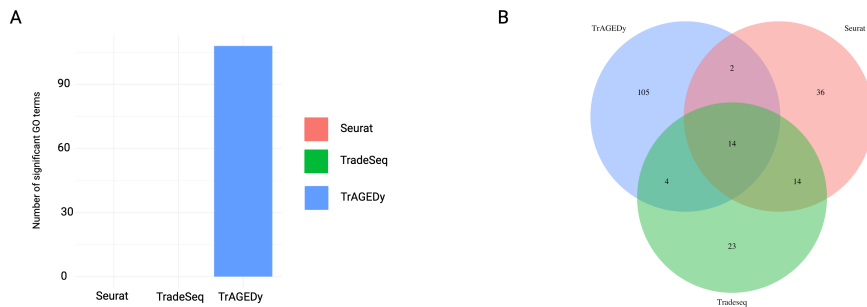 A
Number of significant GO terms
90
60
30
0
Seurat
TradeSeq
TrAGEDy
Seurat
TradeSeq
TrAGEDy
B
TrAGEDy
Seurat
2
105
36
14
4
14
23
Tradeseq